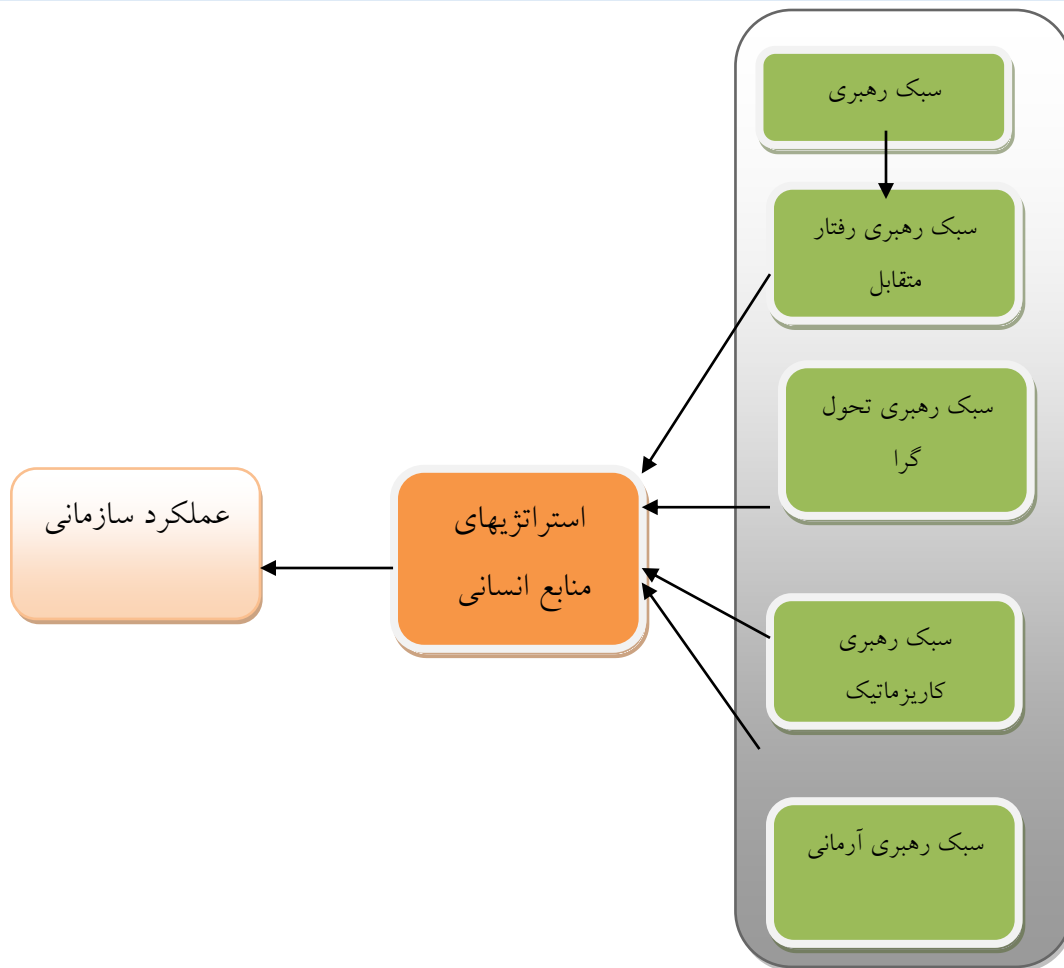 سبک رهبری
سبک رهبری رفتار
متقابل
سبک رهبری تحول
گرا
سبک رهبری
کاریزماتیک
سبک رهبری آرمانی
استراتژیهای
منابع انسانی
عملکرد سازمانی